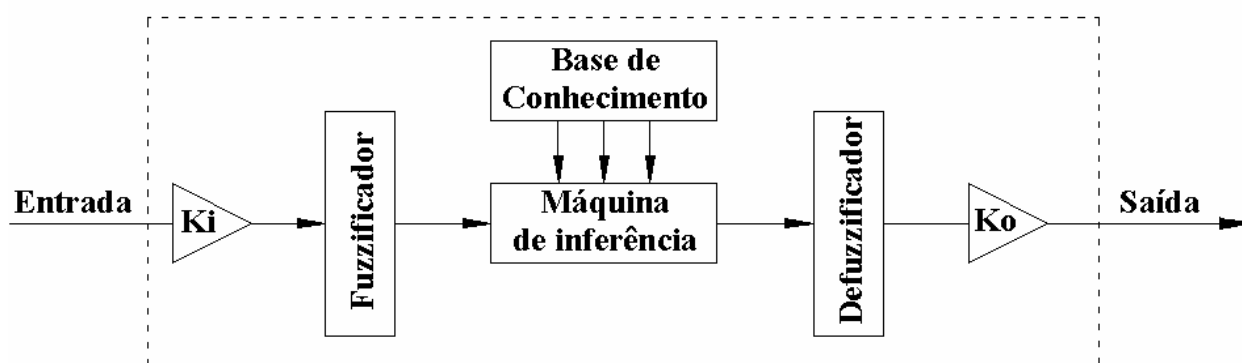 Base de
Conhecimento
Entrada
Ki
Fuzzificador
Máquina
de inferência
Defuzzificador
Ko
Saída